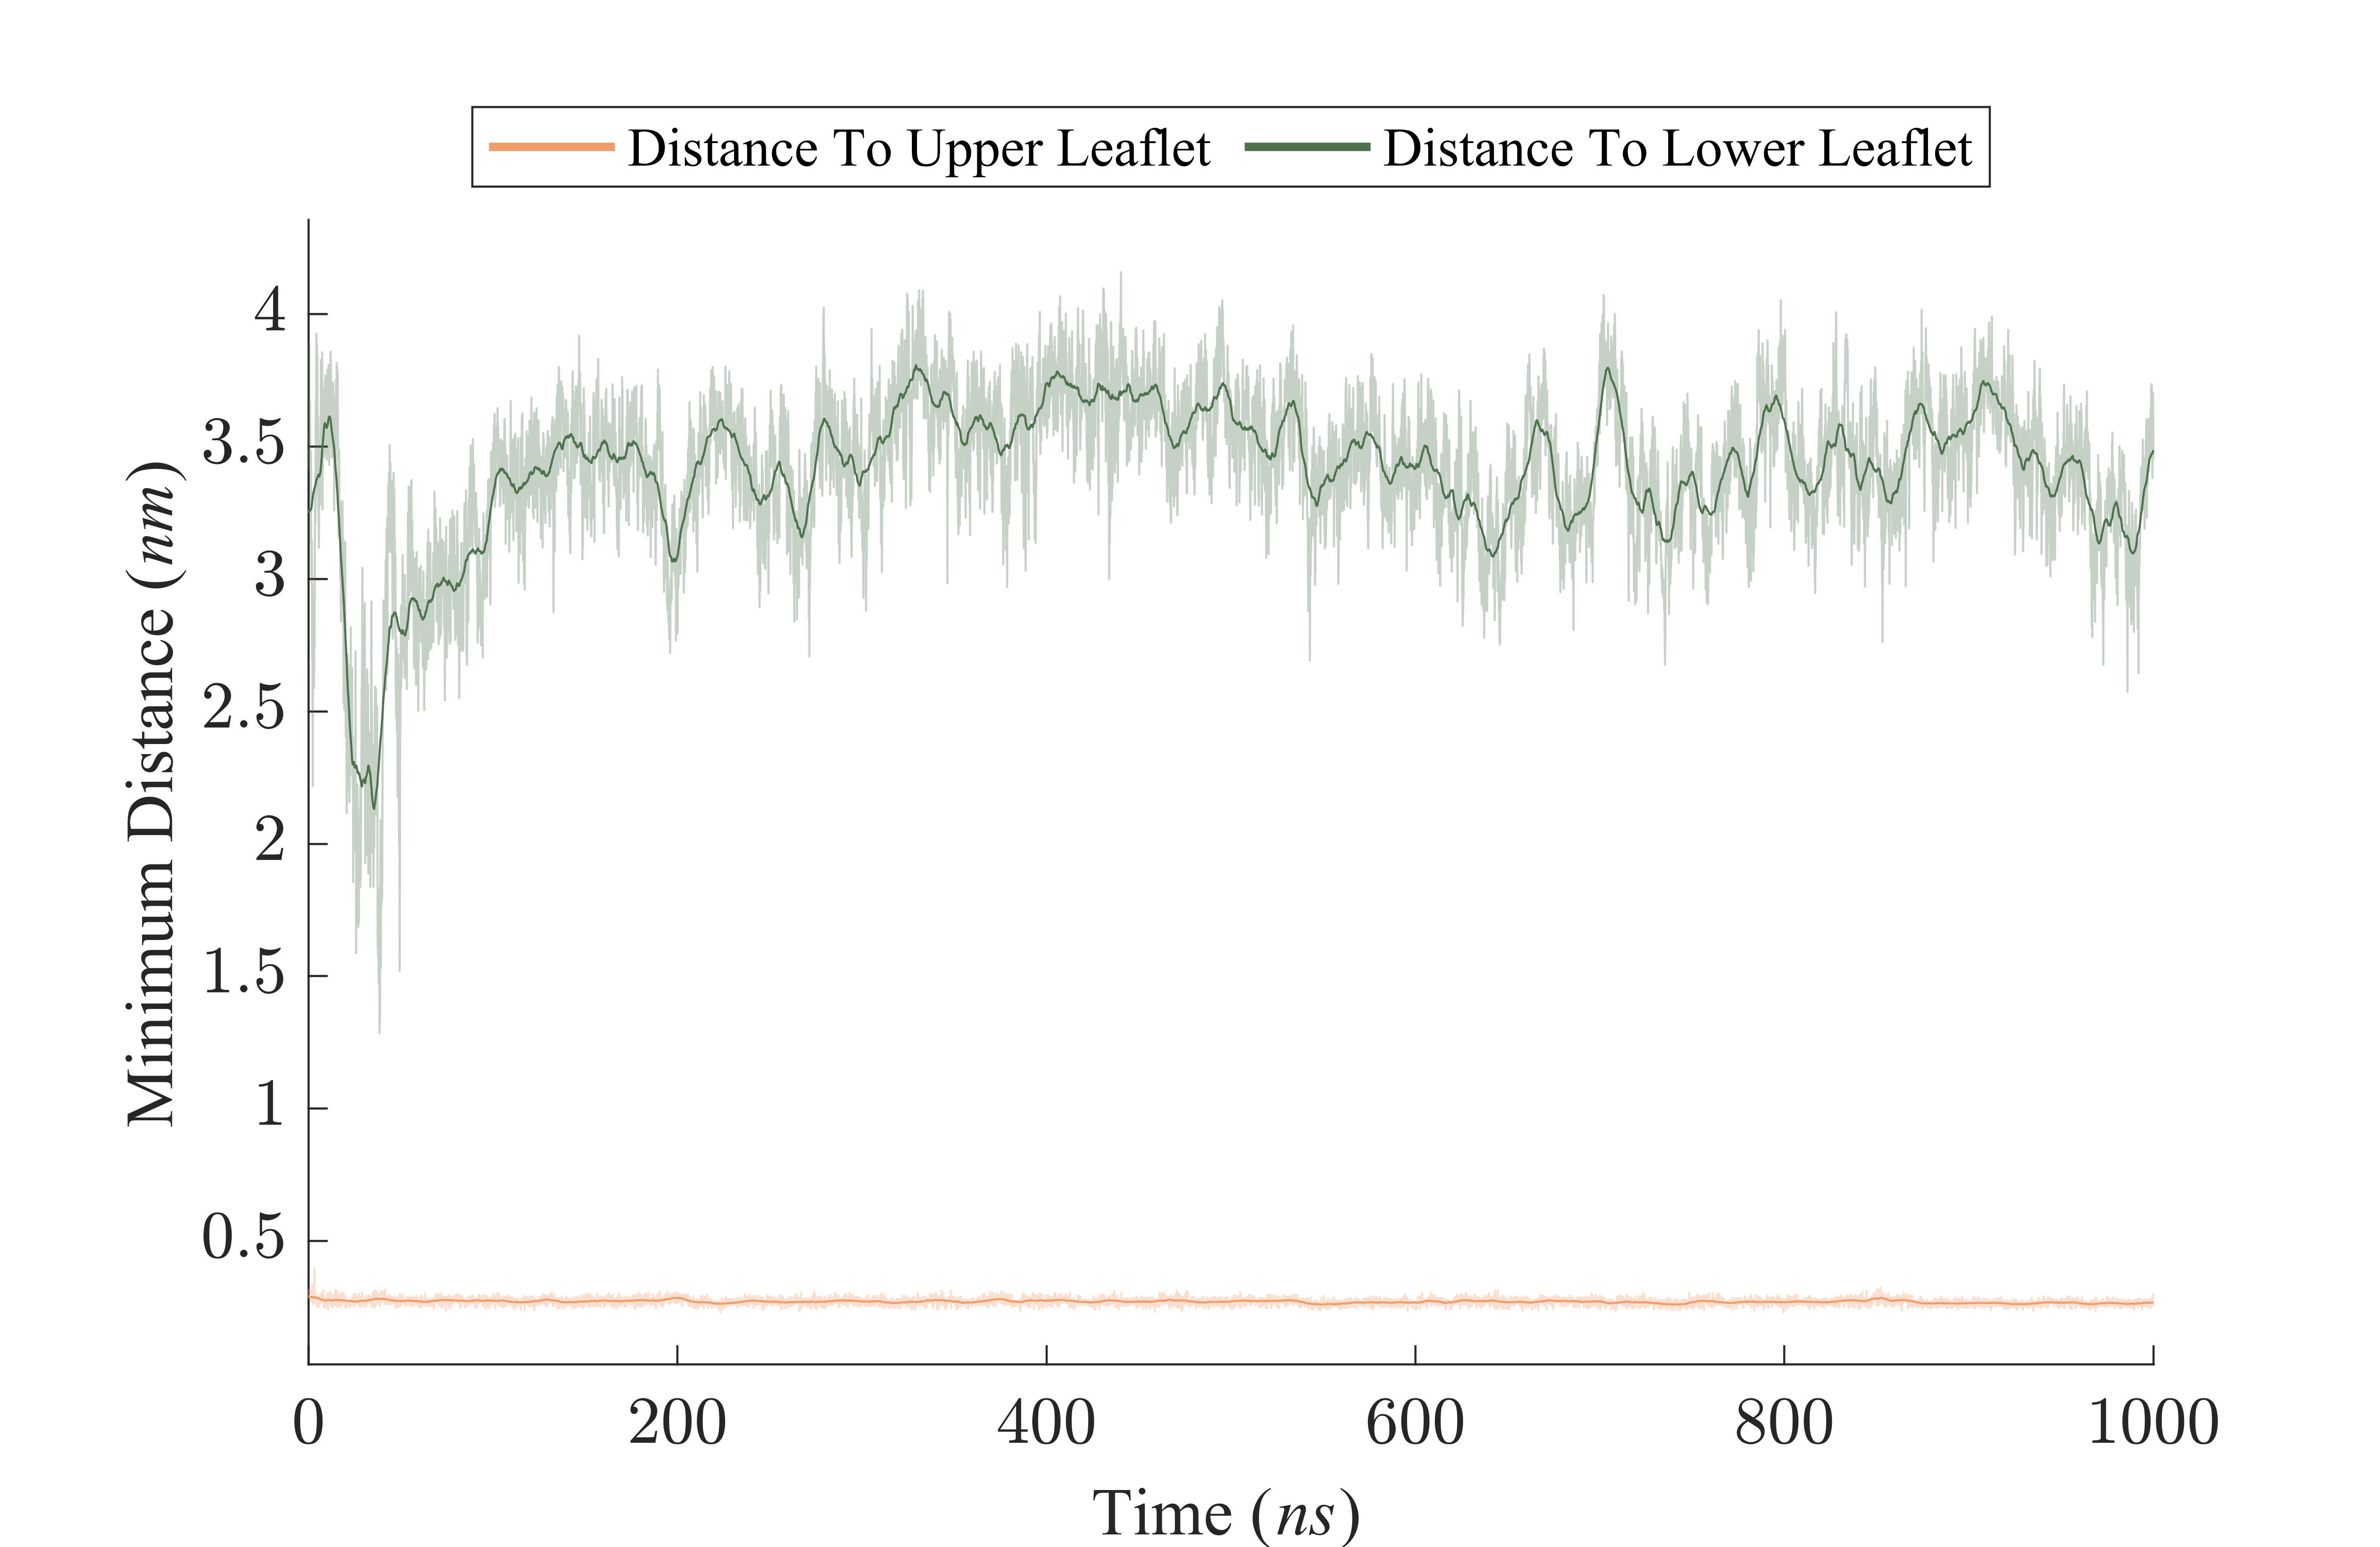 Distance To Upper Leaflet Distance To Lower Leaflet
Minimum Distance (nm)
4
3.5
3
2.5
2
1.5
1
0.5
0 200 400 600 800 1000
Time (ns)